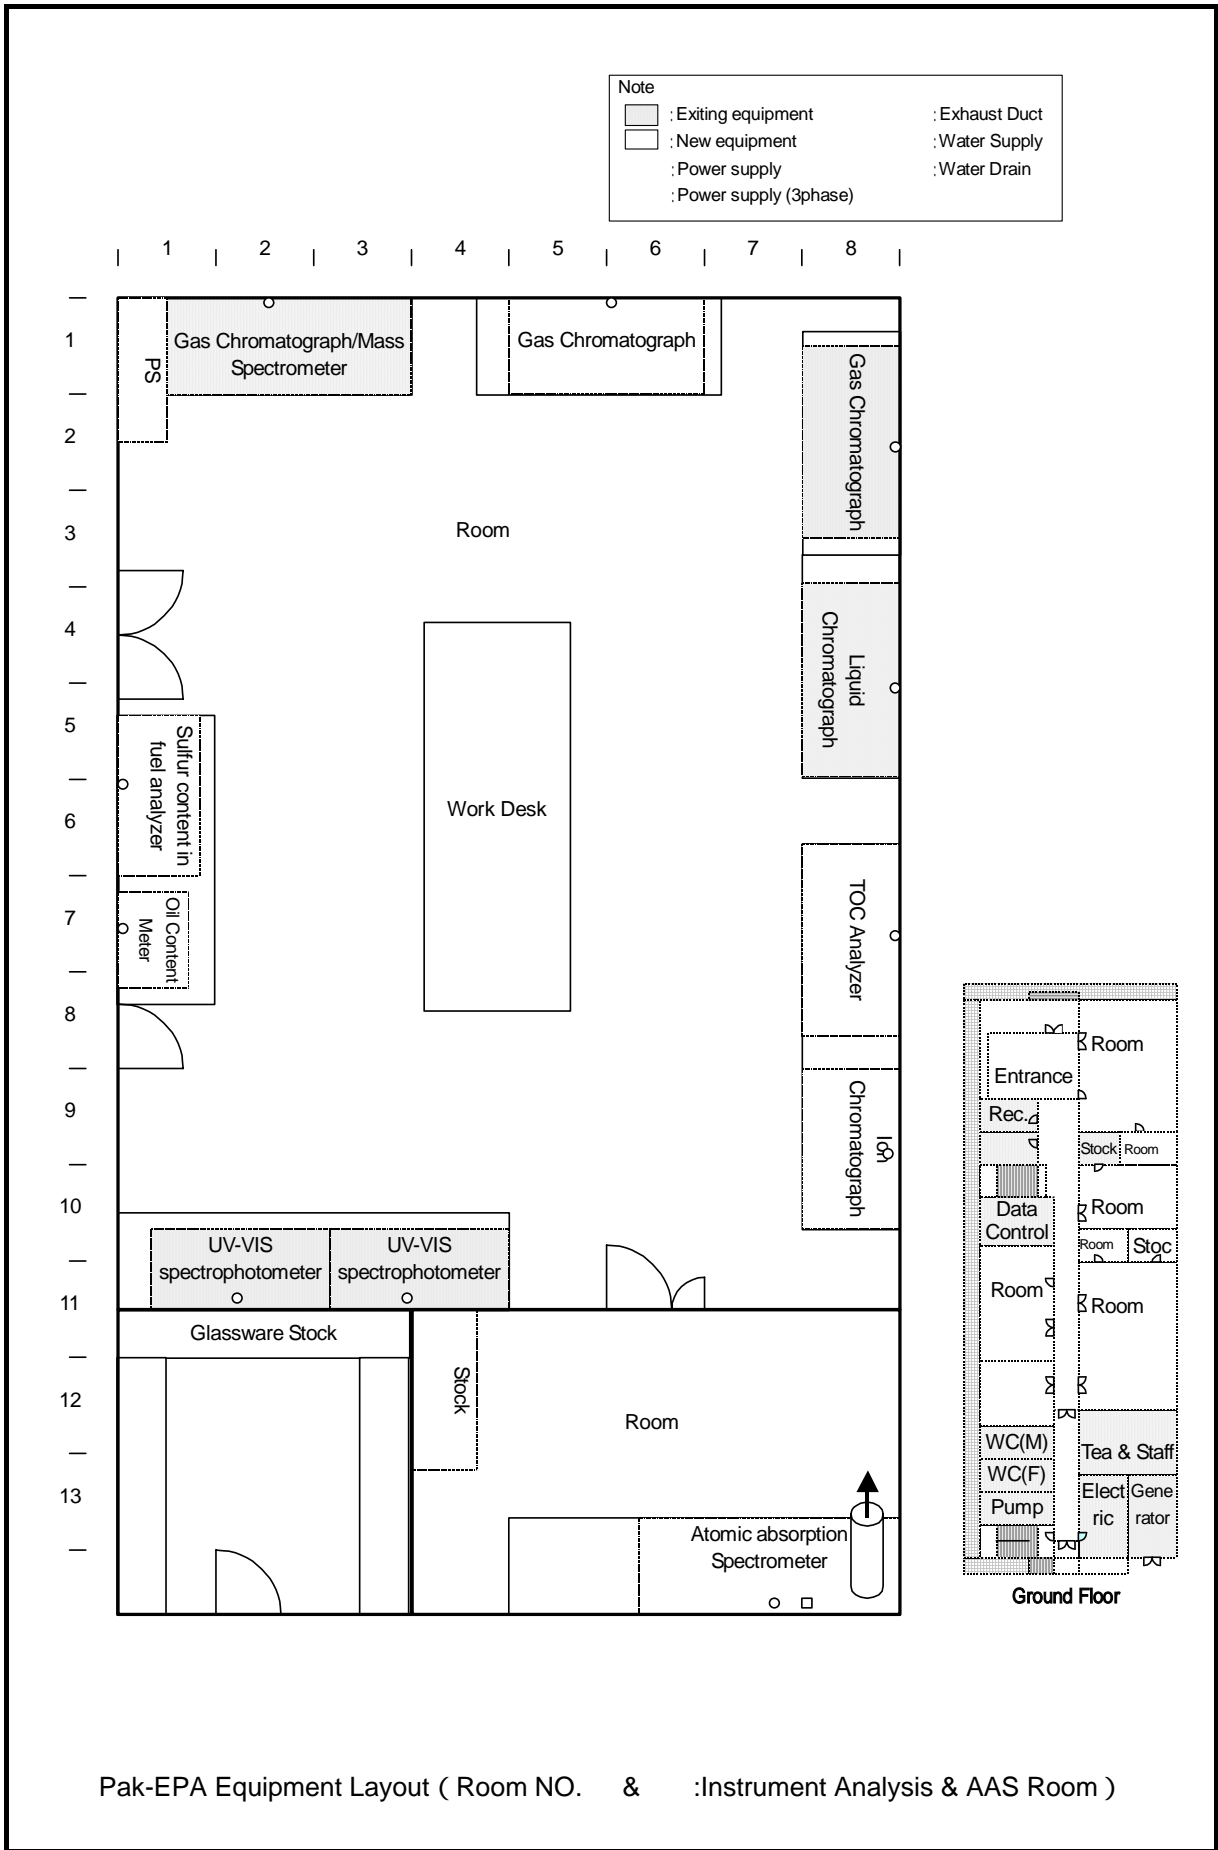 Note
: Exiting equipment
: Exhaust Duct
: New equipment
: Water Supply
: Power supply
: Water Drain
: Power supply (3phase)
1 2 3 4 5 6 7 8
1
2
3
4
5
6
7
8
9
10
11
12
13
PS
Gas Chromatograph/Mass
Spectrometer
Gas Chromatograph
Gas Chromatograph
Room
Liquid
Chromatograph
Sulfur content in
fuel analyzer
Work Desk
Oil Content
Meter
TOC Analyzer
Ion
Chromatograph
UV-VIS
spectrophotometer
UV-VIS
spectrophotometer
Glassware Stock
Stock
Room
Atomic absorption
Spectrometer
Room
Entrance
Rec.
Stock
Room
Room
Data
Control
Room
Stoc
Room
Room
WC(M)
WC(F)
Pump
Tea & Staff
Elect
ric
Gene
rator
Ground Floor
Pak-EPA Equipment Layout ( Room NO. & :Instrument Analysis & AAS Room )